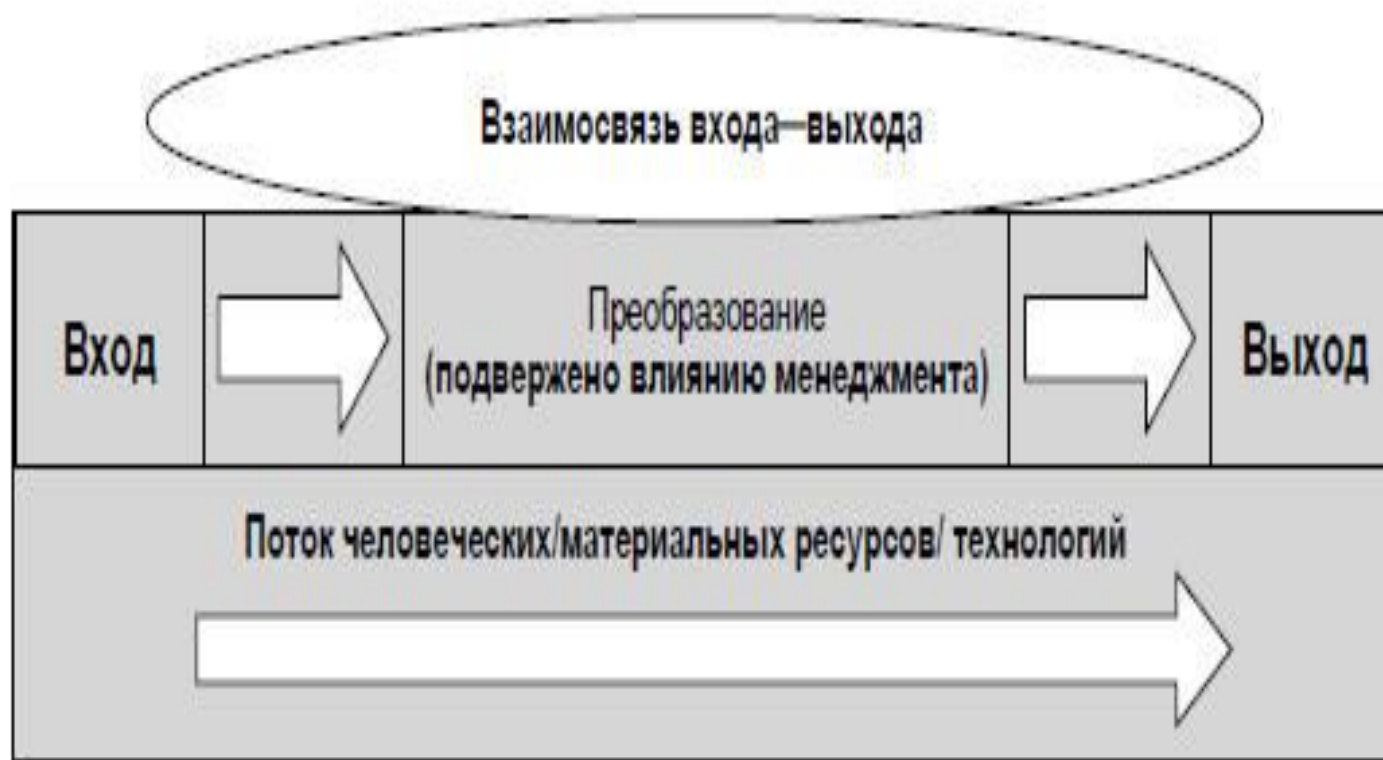 Взаимосвязь входа—выхода
Вход
Преобразование
(подвержено влиянию менеджмента)
Выход
Поток человеческих/материальных ресурсов/ технологий